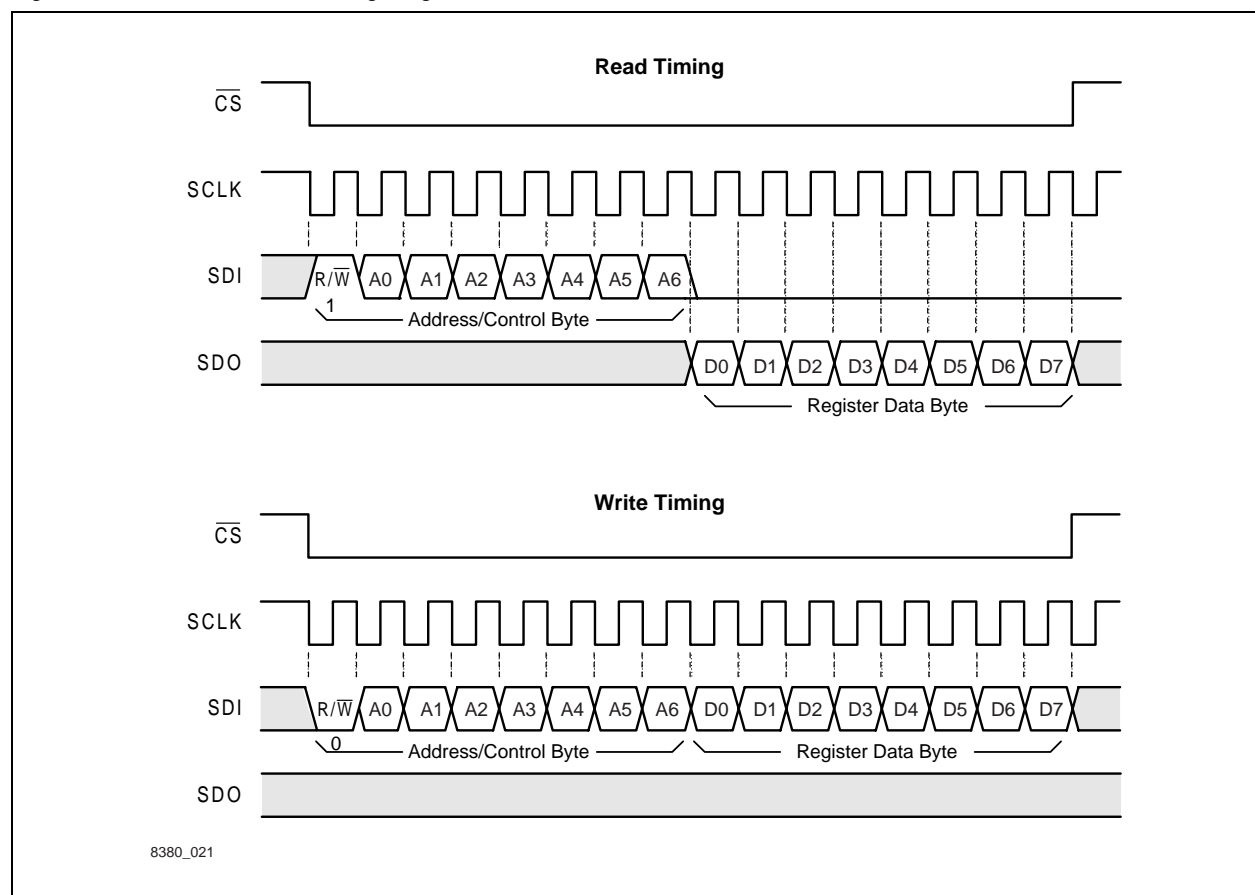 Read Timing
CS
SCLK
SDI R/W A0 A1 A2 A3 A4 A5 A6
1
Address/Control Byte
SDO D0 D1 D2 D3 D4 D5 D6 D7
Register Data Byte
Write Timing
CS
SCLK
SDI R/W A0 A1 A2 A3 A4 A5 A6 D0 D1 D2 D3 D4 D5 D6 D7
0
Address/Control Byte Register Data Byte
SDO
8380_021